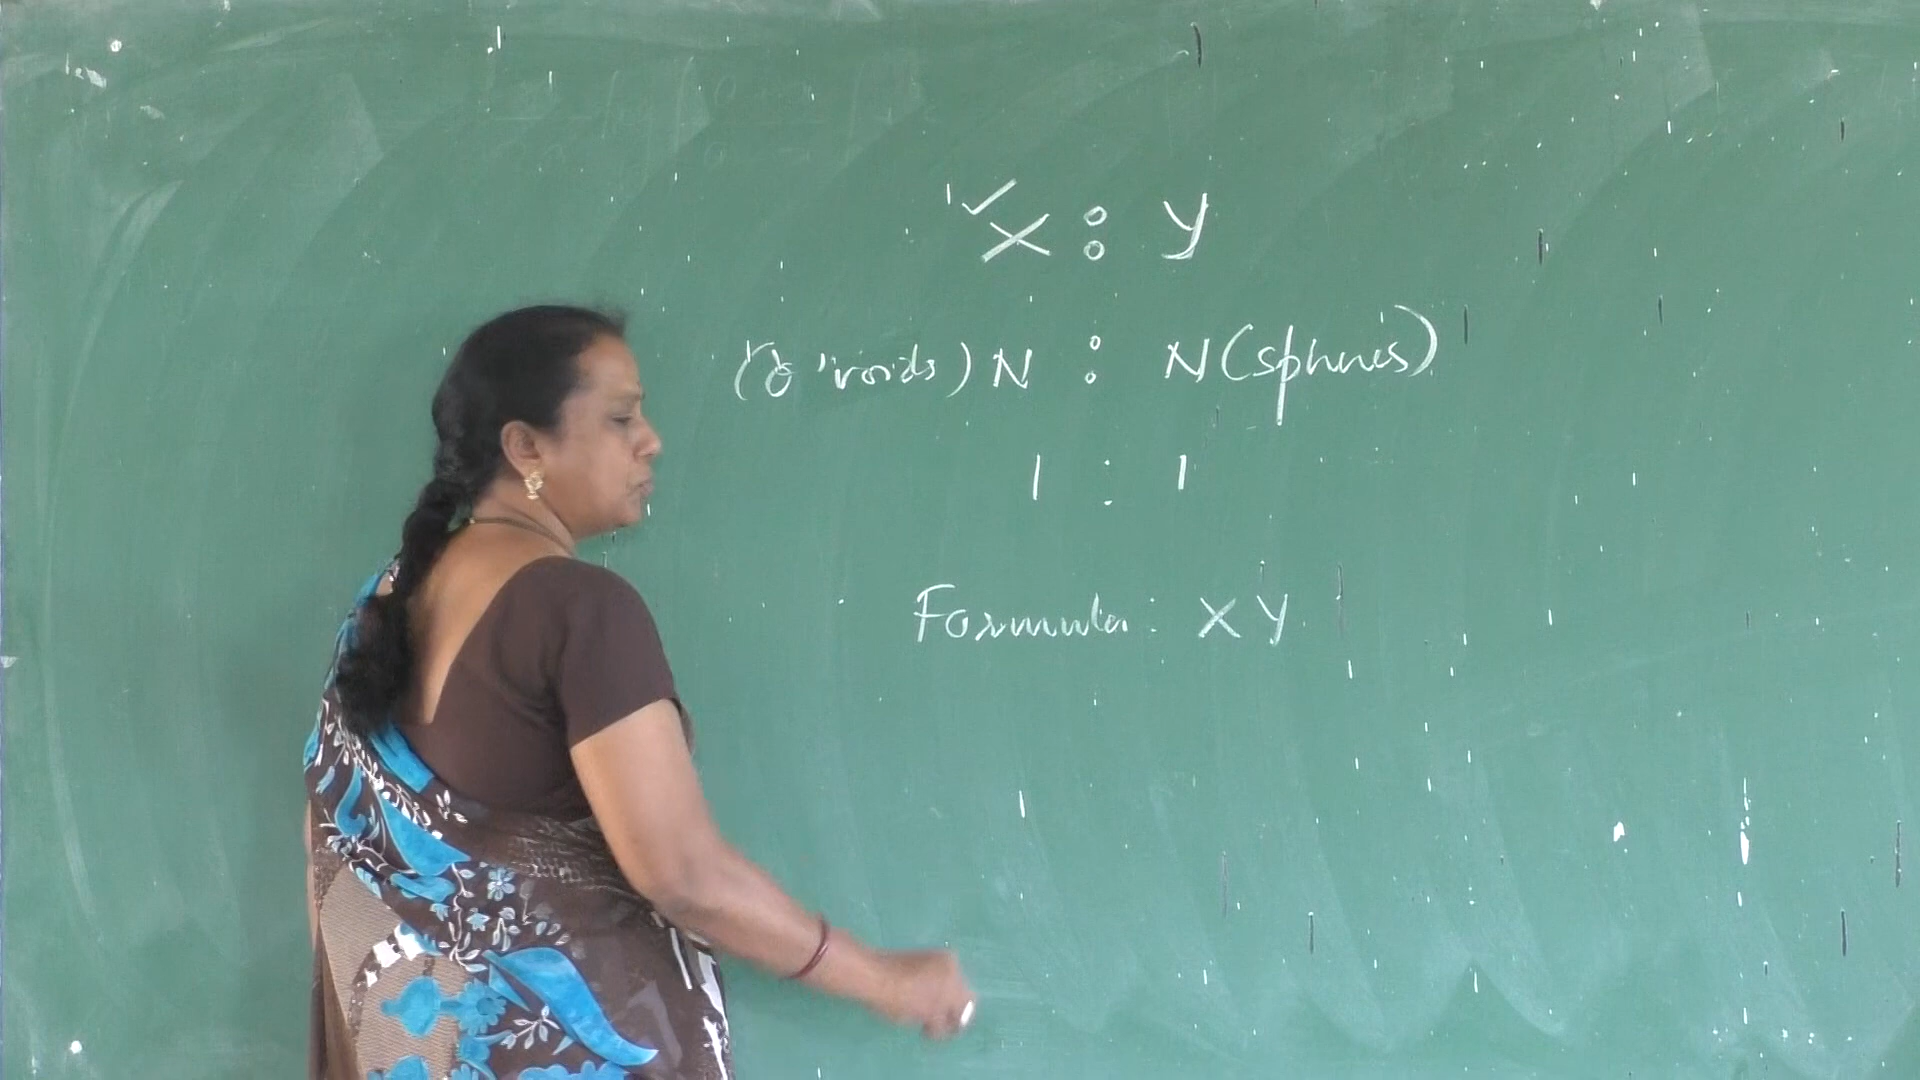 X : Y
voids) N : N (spheres)
1 : 1
Formula : XY